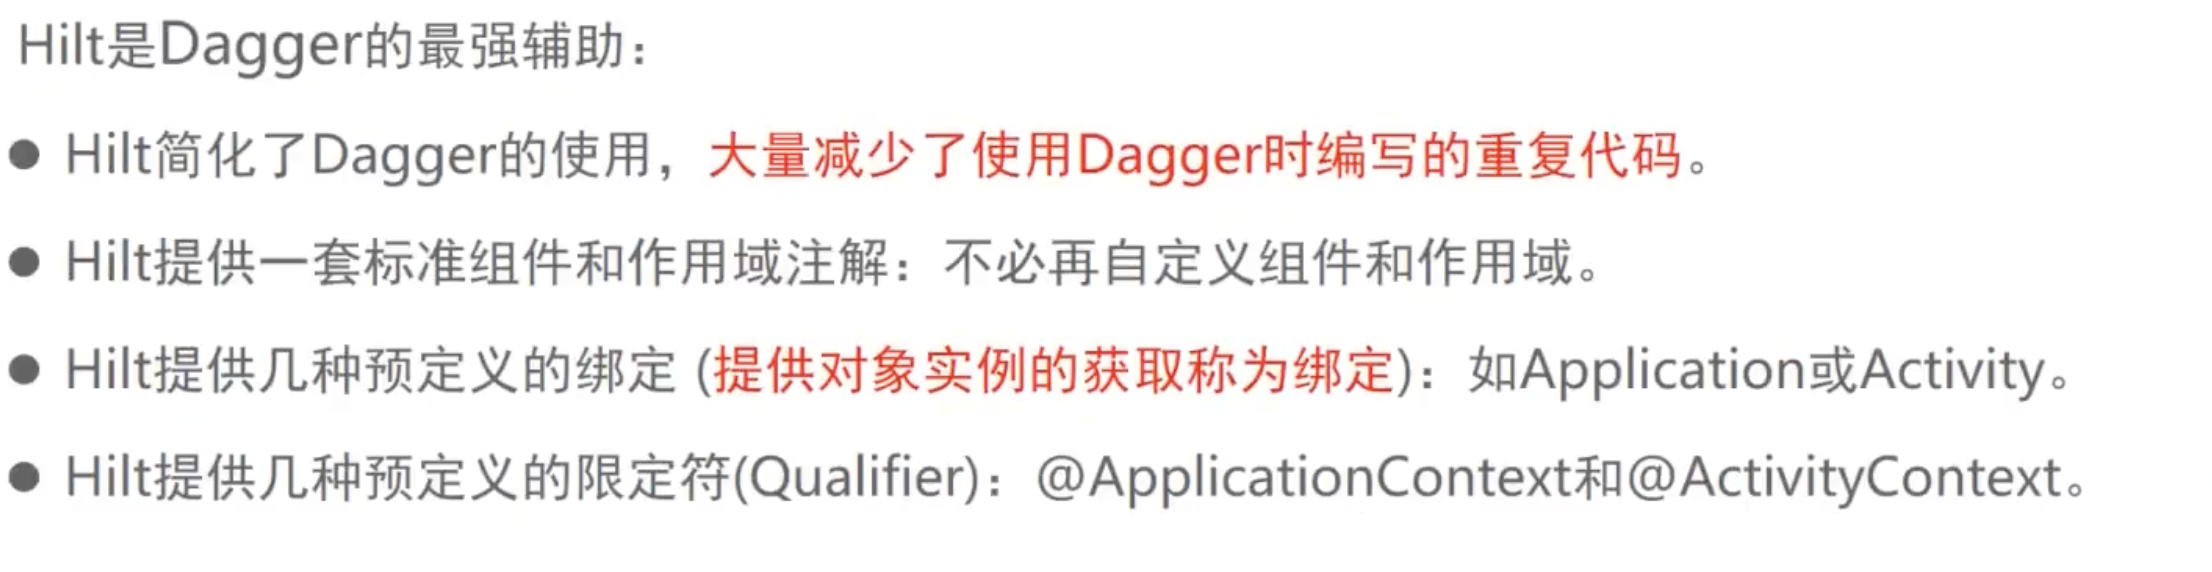 Hilt是Dagger的最强辅助：
● Hilt简化了Dagger的使用，大量减少了使用Dagger时编写的重复代码。
● Hilt提供一套标准组件和作用域注解：不必再自定义组件和作用域。
● Hilt提供几种预定义的绑定 (提供对象实例的获取称为绑定)：如Application或Activity。
● Hilt提供几种预定义的限定符(Qualifier)：@ApplicationContext和@ActivityContext。